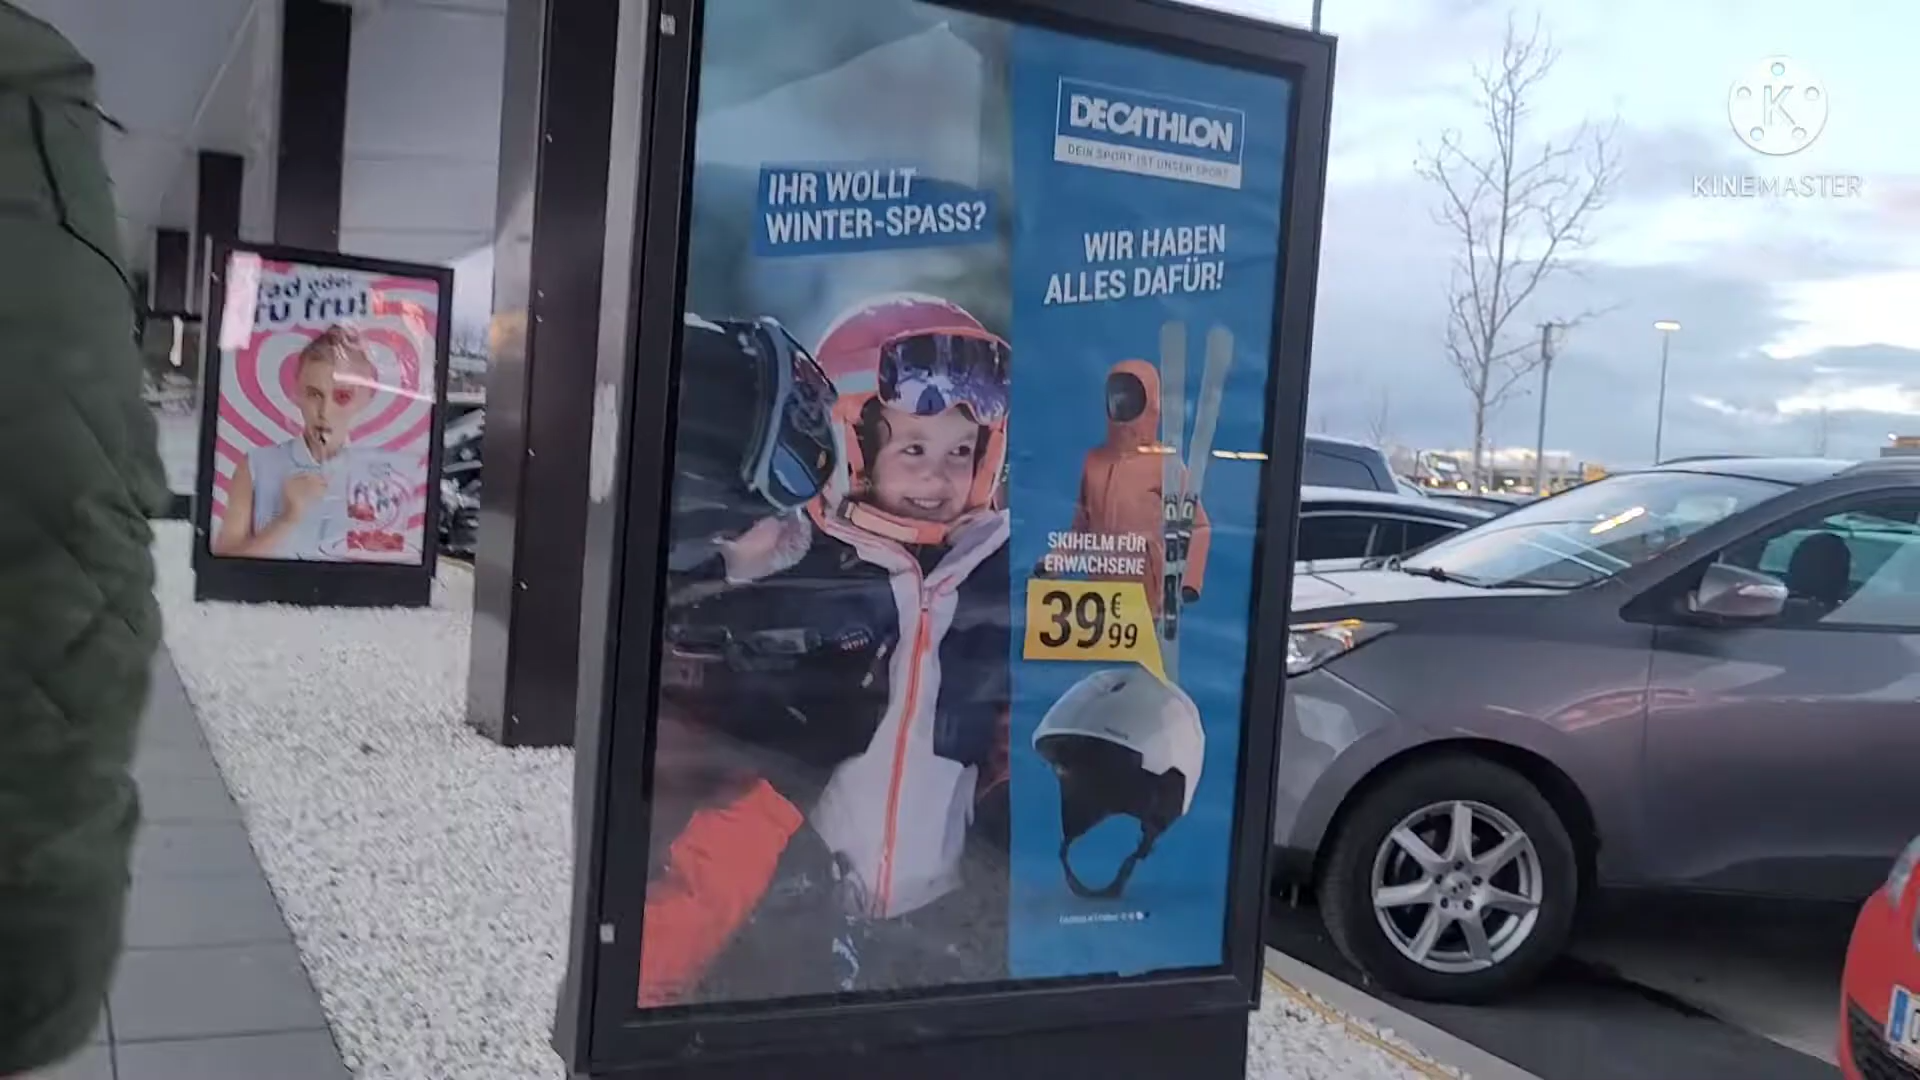 DECATHLON
DEIN SPORT IST UNSER SPORT
IHR WOLLT
WINTER-SPASS?
WIR HABEN
ALLES DAFÜR!
SKIHELM FÜR
ERWACHSENE
39€99
fru!
KINEMASTER